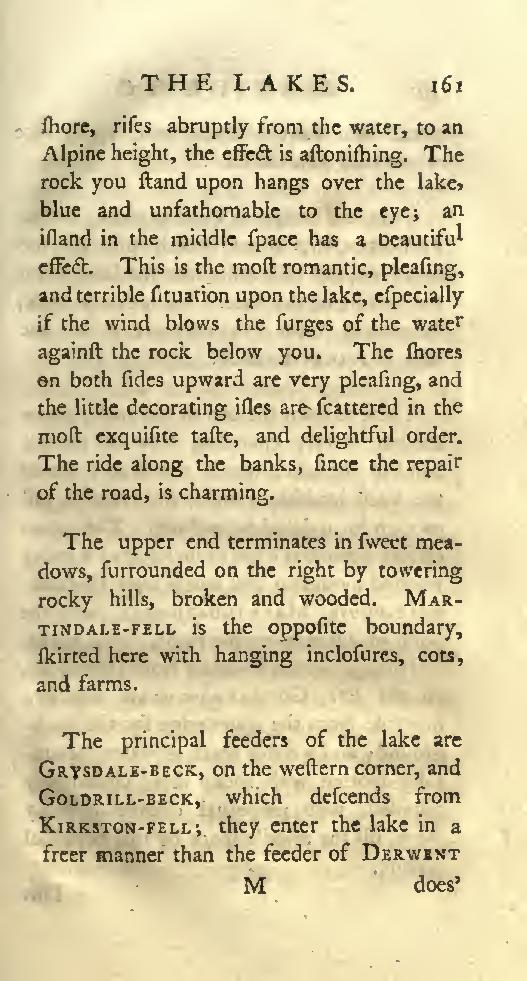 THE LAKES. 161
ſhore, riſes abruptly from the water, to an
Alpine height, the effect is aſtoniſhing. The
rock you ſtand upon hangs over the lake,
blue and unfathomable to the eye; an
iſland in the middle ſpace has a beautiful
effect. This is the moſt romantic, pleaſing,
and terrible ſituation upon the lake, eſpecially
if the wind blows the ſurges of the water
againſt the rock below you. The ſhores
on both ſides upward are very pleaſing, and
the little decorating iſles are ſcattered in the
moſt exquiſite taſte, and delightful order.
The ride along the banks, ſince the repair
of the road, is charming.
The upper end terminates in ſweet mea-
dows, ſurrounded on the right by towering
rocky hills, broken and wooded. MAR-
TINDALE-FELL is the oppoſite boundary,
ſkirted here with hanging incloſures, cots,
and farms.
The principal feeders of the lake are
GRYSDALE-BECK, on the weſtern corner, and
GOLDRILL-BECK, which deſcends from
KIRKSTON-FELL; they enter the lake in a
freer manner than the feeder of DERWENT
M does’